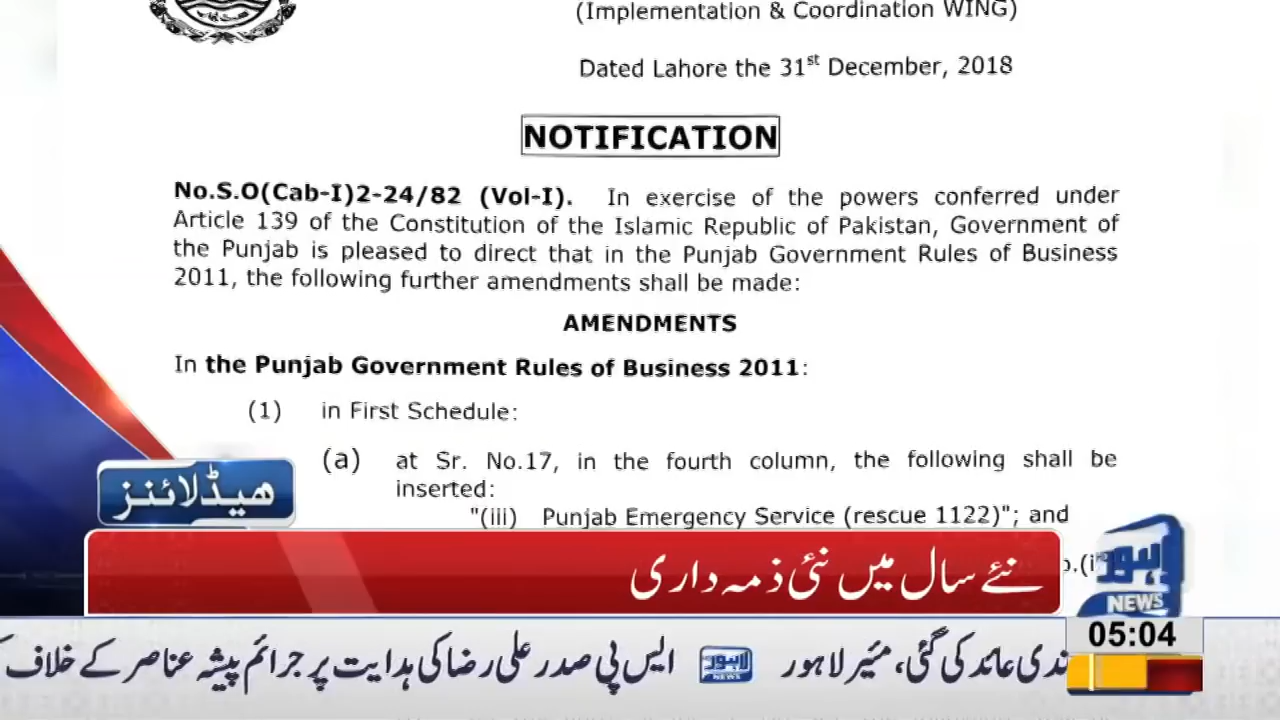 (Implementation & Coordination WING)
Dated Lahore the 31st December, 2018
NOTIFICATION
No.S.O(Cab-I)2-24/82 (Vol-I). In exercise of the powers conferred under
Article 139 of the Constitution of the Islamic Republic of Pakistan, Government of
the Punjab is pleased to direct that in the Punjab Government Rules of Business
2011, the following further amendments shall be made:
AMENDMENTS
In the Punjab Government Rules of Business 2011:
(1) in First Schedule:
(a) at Sr. No.17, in the fourth column, the following shall be
inserted:
"(iii) Punjab Emergency Service (rescue 1122)"; and
ہیڈلائنز
نئے سال میں نئی ذمہ داری
لاہور
HD
NEWS
05:04
ندی عائد کی گئی، مئیر لاہور لاہور NEWS ایس پی صدر علی رضا کی ہدایت پر جرائم پیشہ عناصر کے خلاف